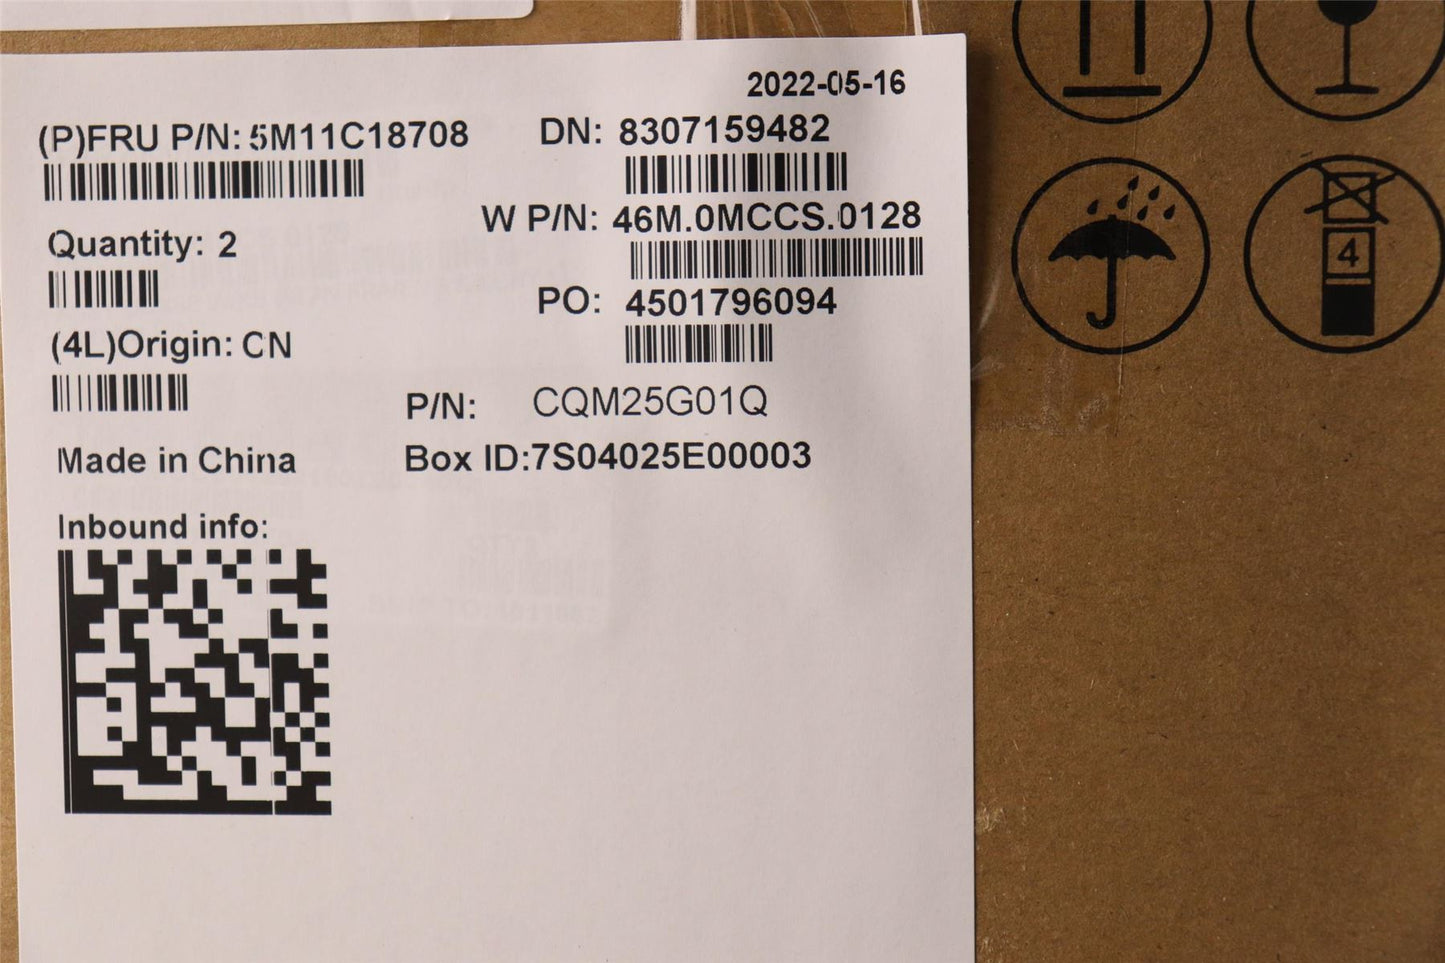 2022-05-16
(P)FRU P/N: 5M11C18708
DN: 8307159482
W P/N: 46M.0MCCS.0128
Quantity: 2
PO: 4501796094
(4L)Origin: CN
P/N: CQM25G01Q
Made in China
Box ID:7S04025E00003
Inbound info:
4